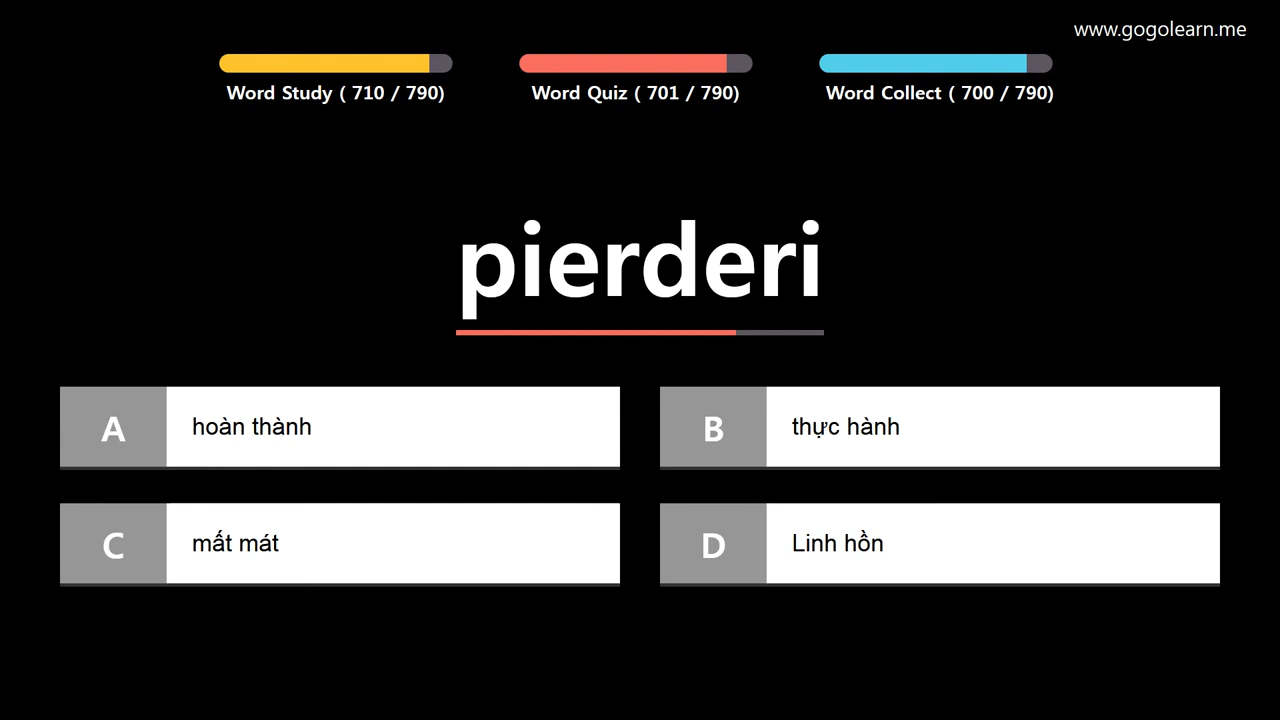 www.gogolearn.me
Word Study ( 710 / 790)
Word Quiz ( 701 / 790)
Word Collect ( 700 / 790)
pierderi
A hoàn thành
B thực hành
C mất mát
D Linh hồn